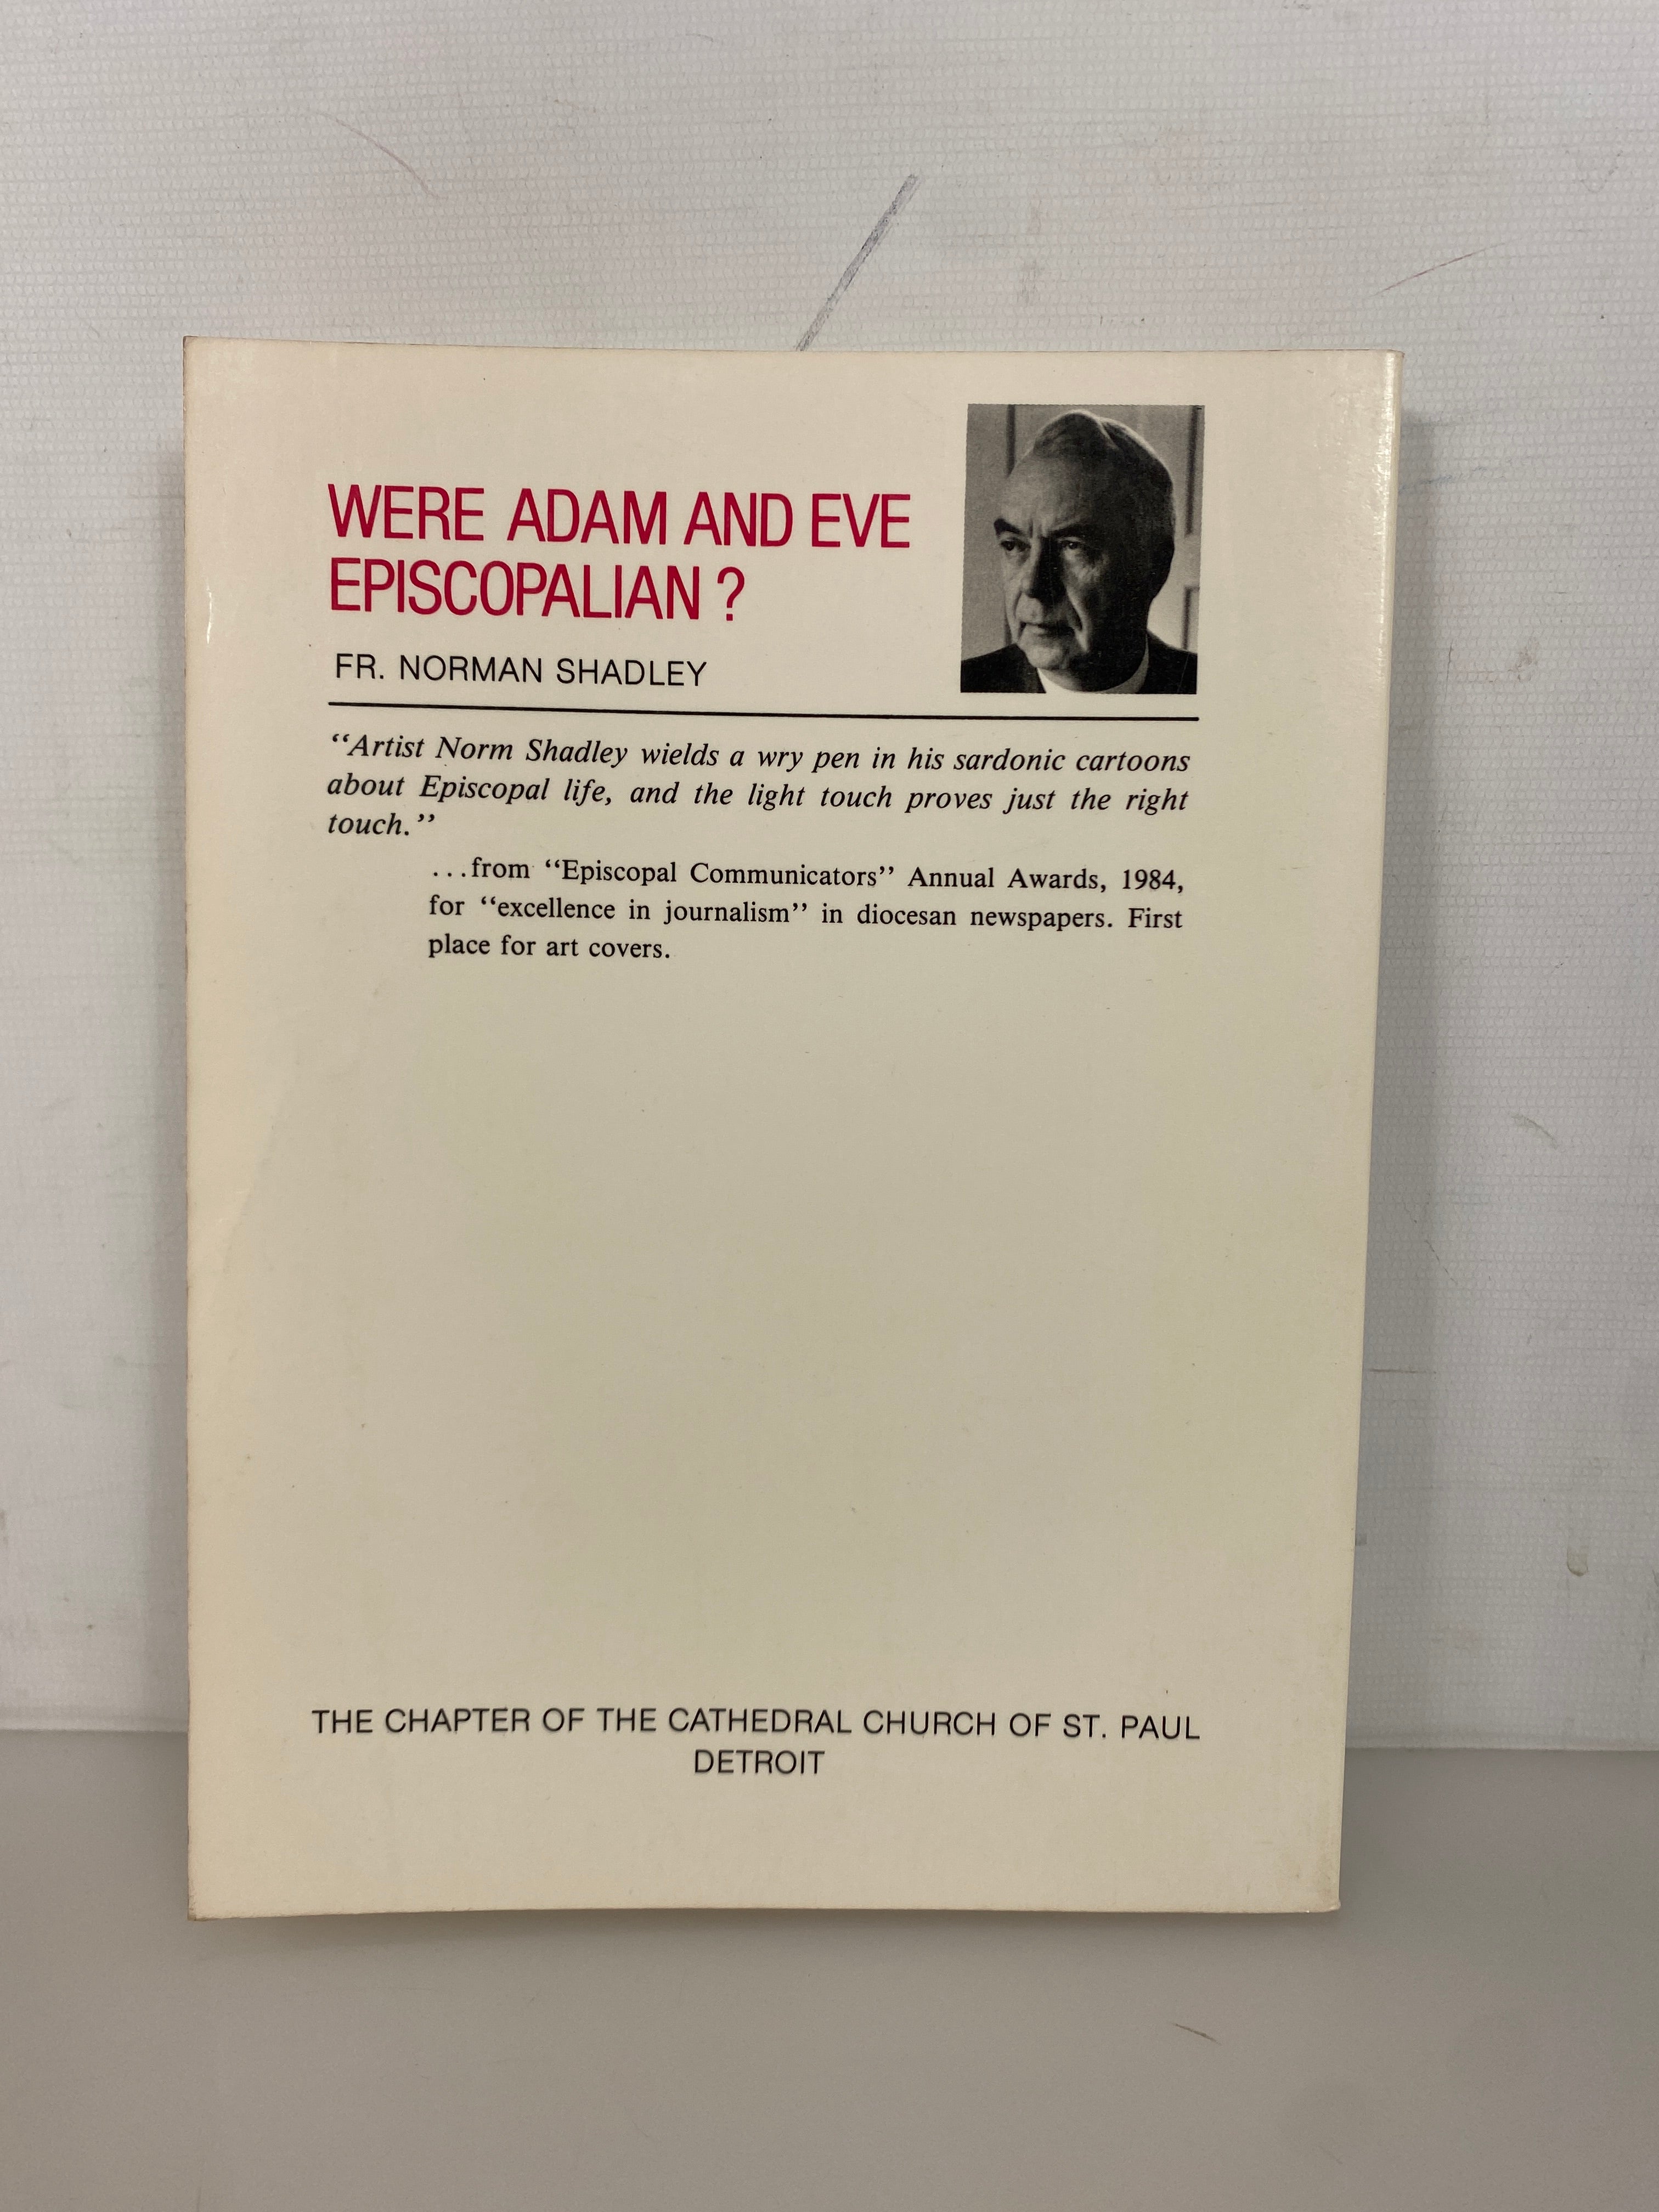 WERE ADAM AND EVE
EPISCOPALIAN ?
FR. NORMAN SHADLEY
‘‘Artist Norm Shadley wields a wry pen in his sardonic cartoons
about Episcopal life, and the light touch proves just the right
touch.’’
...from ‘‘Episcopal Communicators’’ Annual Awards, 1984,
for ‘‘excellence in journalism’’ in diocesan newspapers. First
place for art covers.
THE CHAPTER OF THE CATHEDRAL CHURCH OF ST. PAUL
DETROIT